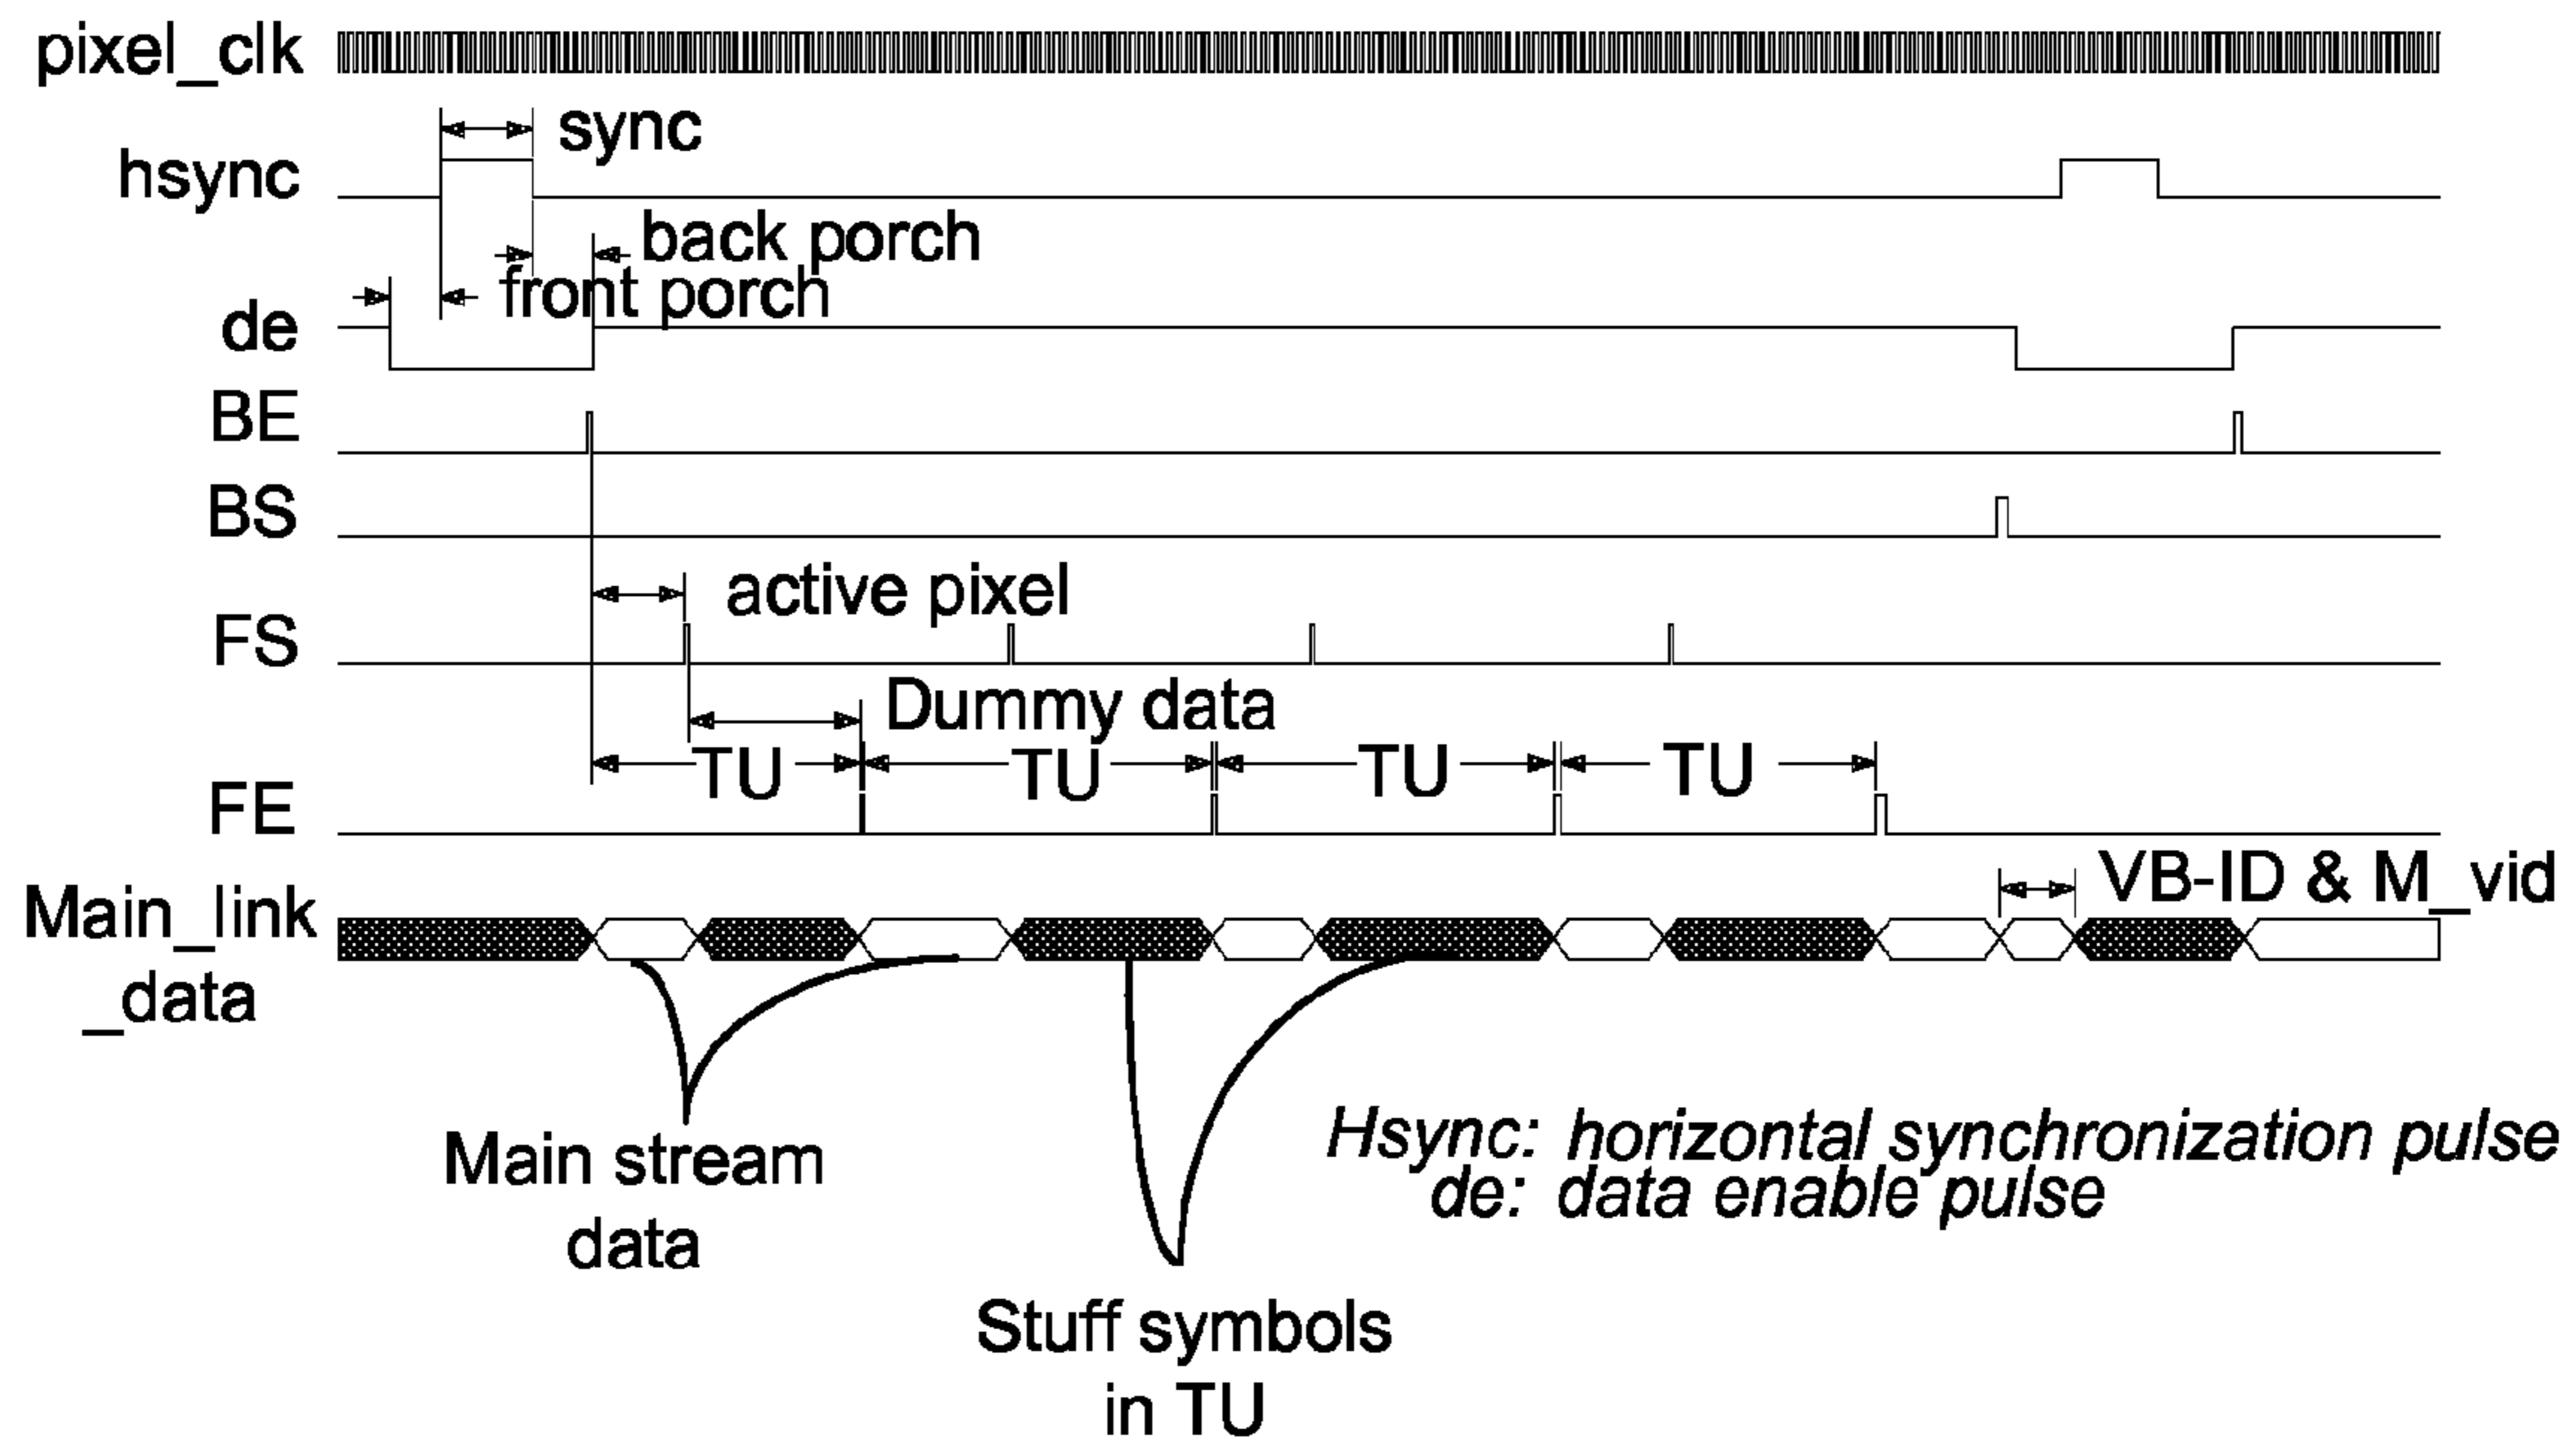 pixel_clk
sync
hsync
back porch
front porch
de
BE
BS
active pixel
FS
Dummy data
TU TU TU TU
FE
VB-ID & M_vid
Main_link
_data
Main stream
data
Hsync: horizontal synchronization pulse
de: data enable pulse
Stuff symbols
in TU